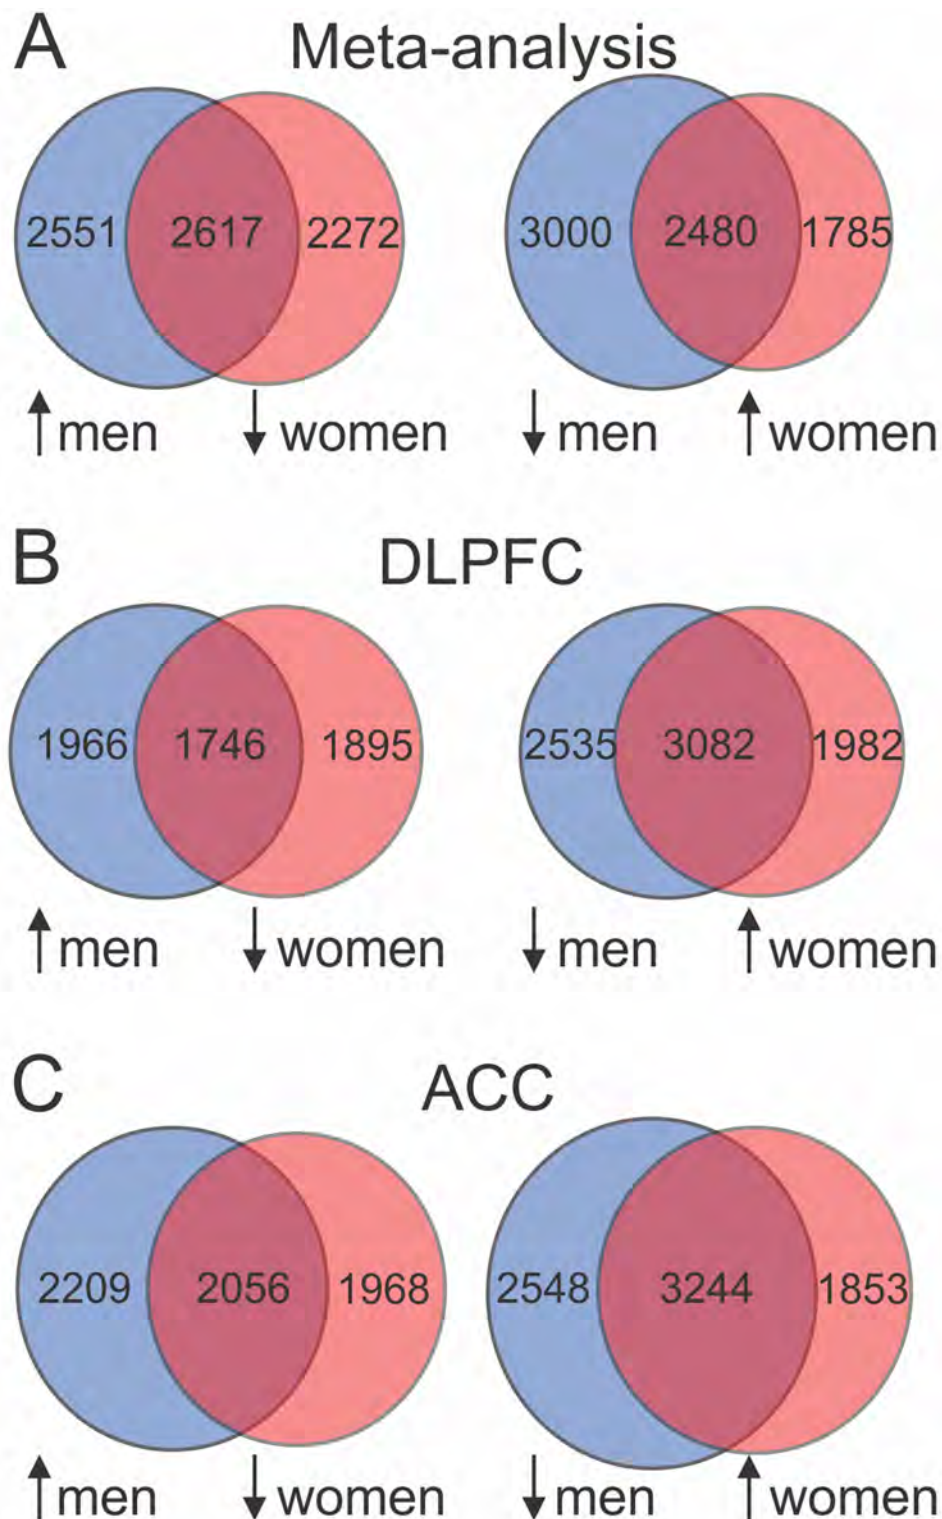 A Meta-analysis
2551 2617 2272 3000 2480 1785
↑ men ↓ women ↓ men ↑ women
B DLPFC
1966 1746 1895 2535 3082 1982
↑ men ↓ women ↓ men ↑ women
C ACC
2209 2056 1968 2548 3244 1853
↑ men ↓ women ↓ men ↑ women